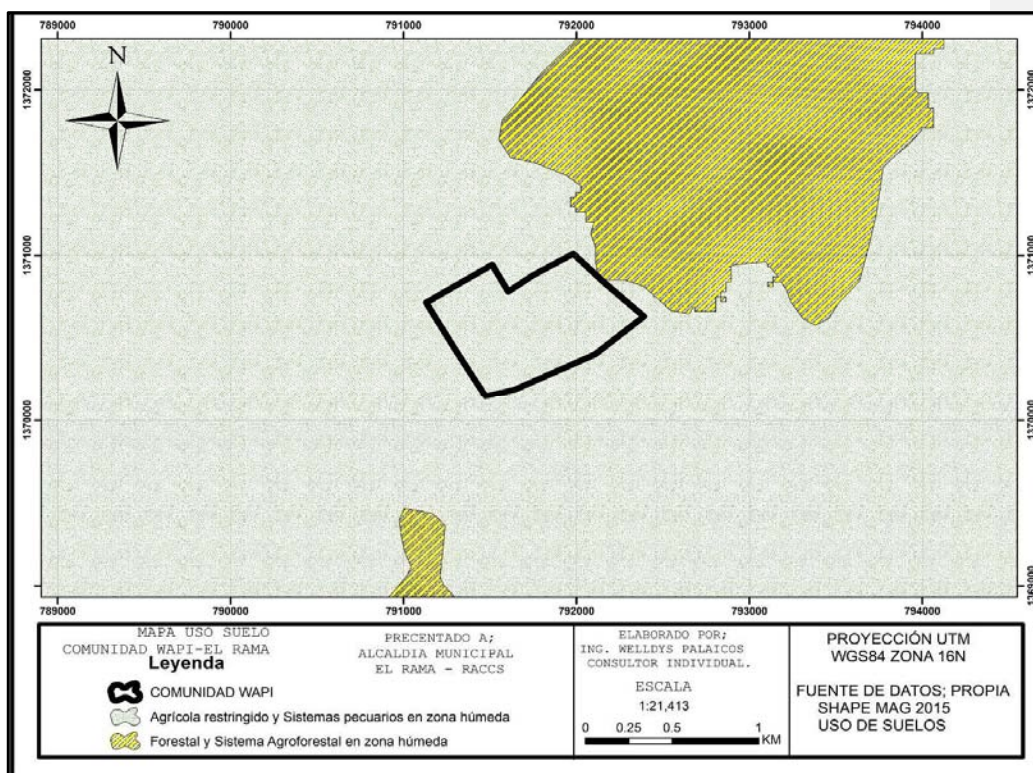 789000 790000 791000 792000 793000 794000
N
1372000 1372000
1371000 1371000
1370000 1370000
1369000
789000 790000 791000 792000 793000 794000
MAPA USO SUELO
COMUNIDAD WAPI-EL RAMA
Leyenda
COMUNIDAD WAPI
Agrícola restringido y Sistemas pecuarios en zona húmeda
Forestal y Sistema Agroforestal en zona húmeda
PRECENTADO A;
ALCALDIA MUNICIPAL
EL RAMA - RACCS
ELABORADO POR;
ING. WELLDYS PALAICOS
CONSULTOR INDIVIDUAL.
ESCALA
1:21,413
0 0.25 0.5 1
KM
PROYECCIÓN UTM
WGS84 ZONA 16N
FUENTE DE DATOS; PROPIA
SHAPE MAG 2015
USO DE SUELOS